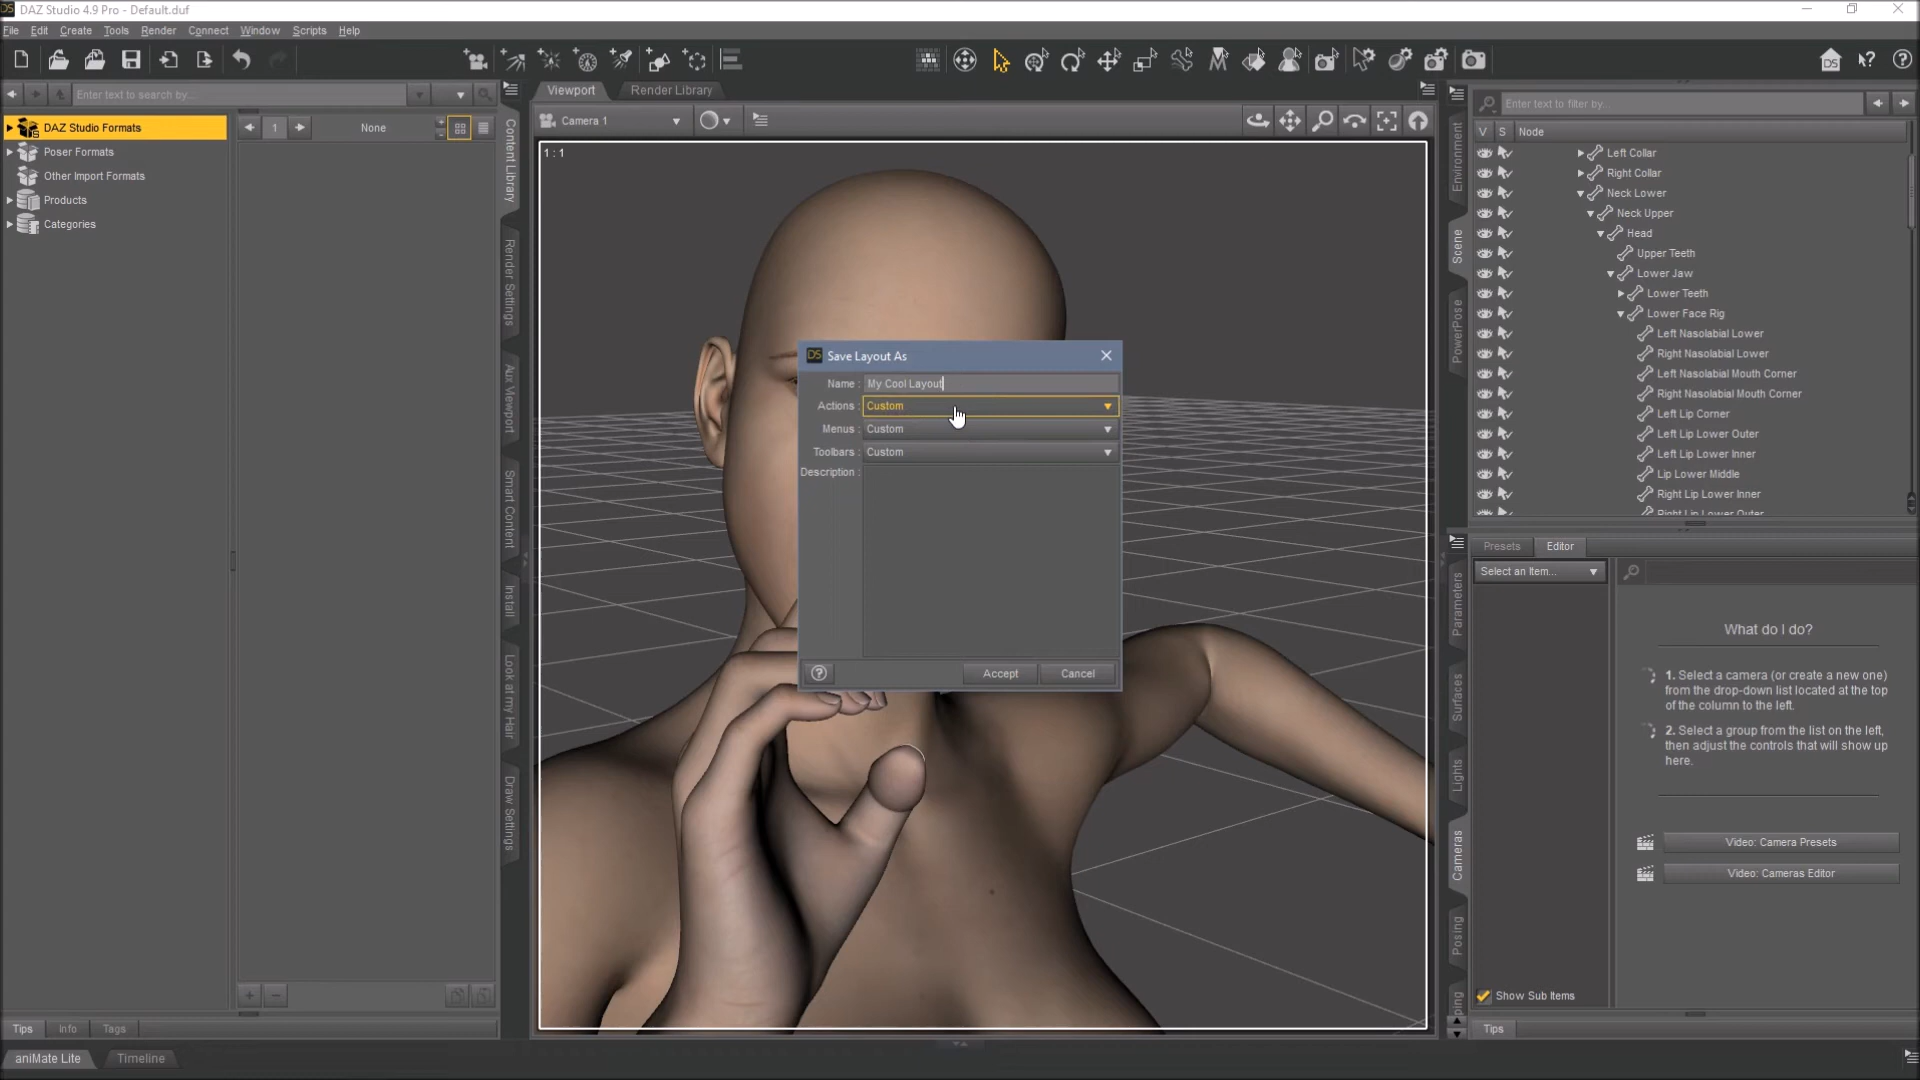 DAZ Studio 4.9 Pro - Default.duf
File Edit Create Tools Render Connect Window Scripts Help
Enter text to search by...
DAZ Studio Formats
Poser Formats
Other Import Formats
Products
Categories
1
None
Content Library
Render Settings
Aux Viewport
Smart Content
Install
Look at my Hair
Draw Settings
Tips Info Tags
aniMate Lite Timeline
Viewport Render Library
Camera 1
1 : 1
Save Layout As
Name : My Cool Layout
Actions : Custom
Menus : Custom
Toolbars : Custom
Description :
Accept Cancel
Environment
Scene
PowerPose
Enter text to filter by...
V S Node
Left Collar
Right Collar
Neck Lower
Neck Upper
Head
Upper Teeth
Lower Jaw
Lower Teeth
Lower Face Rig
Left Nasolabial Lower
Right Nasolabial Lower
Left Nasolabial Mouth Corner
Right Nasolabial Mouth Corner
Left Lip Corner
Left Lip Lower Outer
Left Lip Lower Inner
Lip Lower Middle
Right Lip Lower Inner
Right Lip Lower Outer
Parameters
Surfaces
Lights
Cameras
Posing
Presets Editor
Select an Item...
What do I do?
1. Select a camera (or create a new one)
from the drop-down list located at the top
of the column to the left.
2. Select a group from the list on the left,
then adjust the controls that will show up
here.
Video: Camera Presets
Video: Cameras Editor
Show Sub Items
Tips